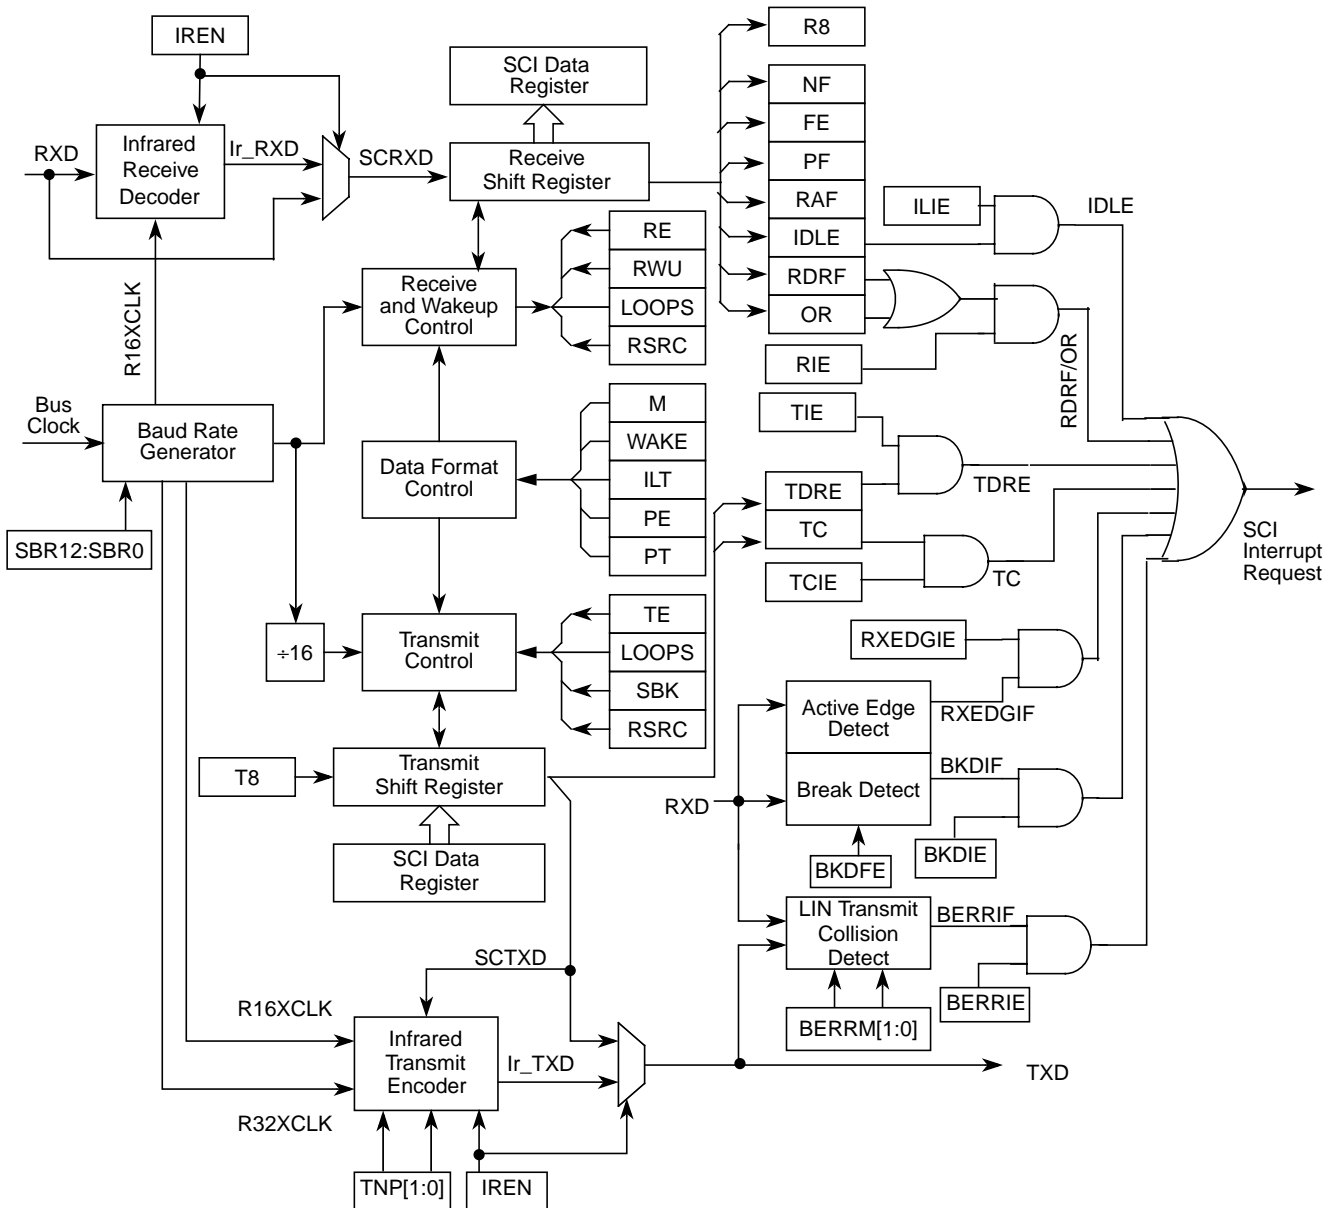 IREN
SCI Data
Register
R8
NF
FE
PF
RAF
IDLE
RDRF
OR
RXD
Infrared
Receive
Decoder
Ir_RXD
SCRXD
Receive
Shift Register
ILIE
IDLE
RE
RWU
LOOPS
RSRC
Receive
and Wakeup
Control
R16XCLK
RIE
RDRF/OR
Bus
Clock
Baud Rate
Generator
SBR12:SBR0
M
WAKE
ILT
PE
PT
Data Format
Control
TIE
TDRE
TC
TCIE
TDRE
TC
SCI
Interrupt
Request
÷16
Transmit
Control
TE
LOOPS
SBK
RSRC
RXEDGIE
Active Edge
Detect
RXEDGIF
T8
Transmit
Shift Register
RXD
Break Detect
BKDIF
BKDIE
BKDFE
SCI Data
Register
LIN Transmit
Collision
Detect
BERRIF
BERRIE
BERRM[1:0]
SCTXD
R16XCLK
Infrared
Transmit
Encoder
Ir_TXD
TXD
R32XCLK
TNP[1:0]
IREN